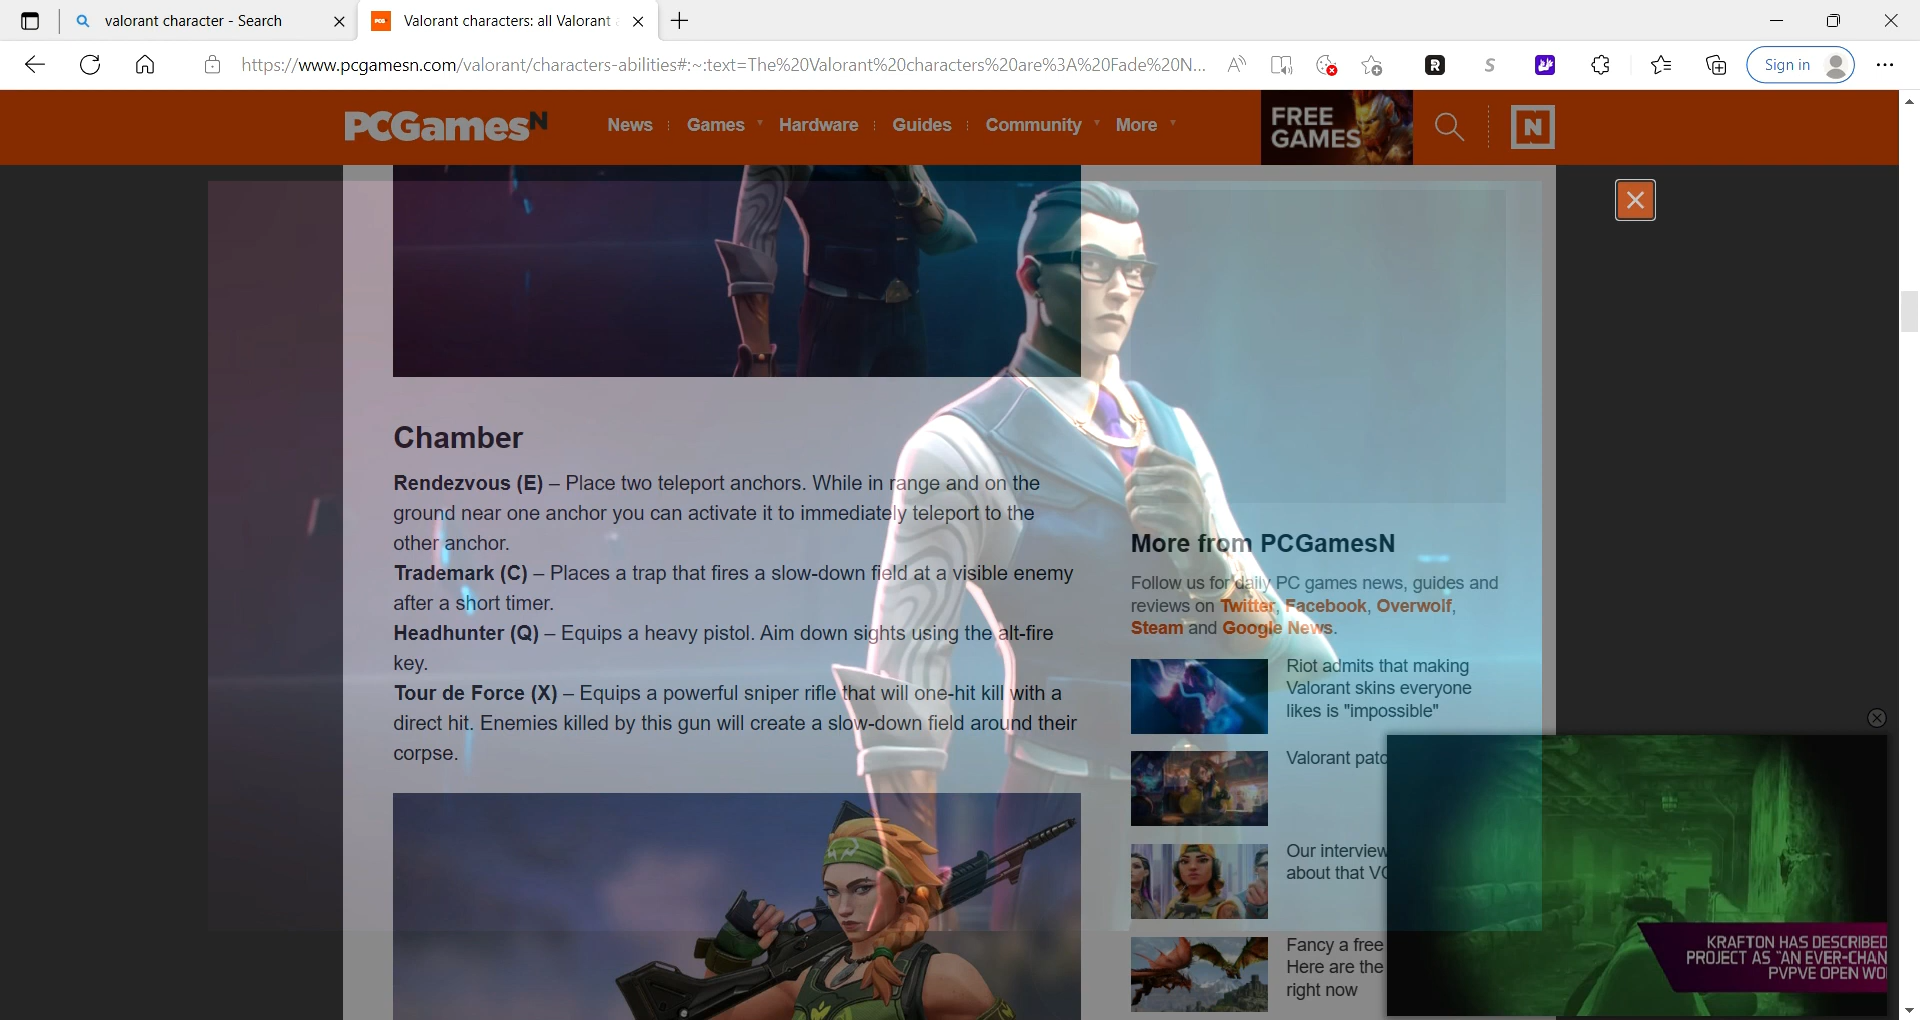 valorant character - Search
Valorant characters: all Valorant
https://www.pcgamesn.com/valorant/characters-abilities#:~:text=The%20Valorant%20characters%20are%3A%20Fade%20N...
Sign in
PCGamesN
News
Games
Hardware
Guides
Community
More
FREE
GAMES
N
Chamber
Rendezvous (E) – Place two teleport anchors. While in range and on the
ground near one anchor you can activate it to immediately teleport to the
other anchor.
Trademark (C) – Places a trap that fires a slow-down field at a visible enemy
after a short timer.
Headhunter (Q) – Equips a heavy pistol. Aim down sights using the alt-fire
key.
Tour de Force (X) – Equips a powerful sniper rifle that will one-hit kill with a
direct hit. Enemies killed by this gun will create a slow-down field around their
corpse.
More from PCGamesN
Follow us for daily PC games news, guides and
reviews on Twitter, Facebook, Overwolf,
Steam and Google News.
Riot admits that making
Valorant skins everyone
likes is "impossible"
Valorant patc
Our interview
about that VC
Fancy a free
Here are the
right now
KRAFTON HAS DESCRIBED
PROJECT AS "AN EVER-CHAN
PVPVE OPEN WO